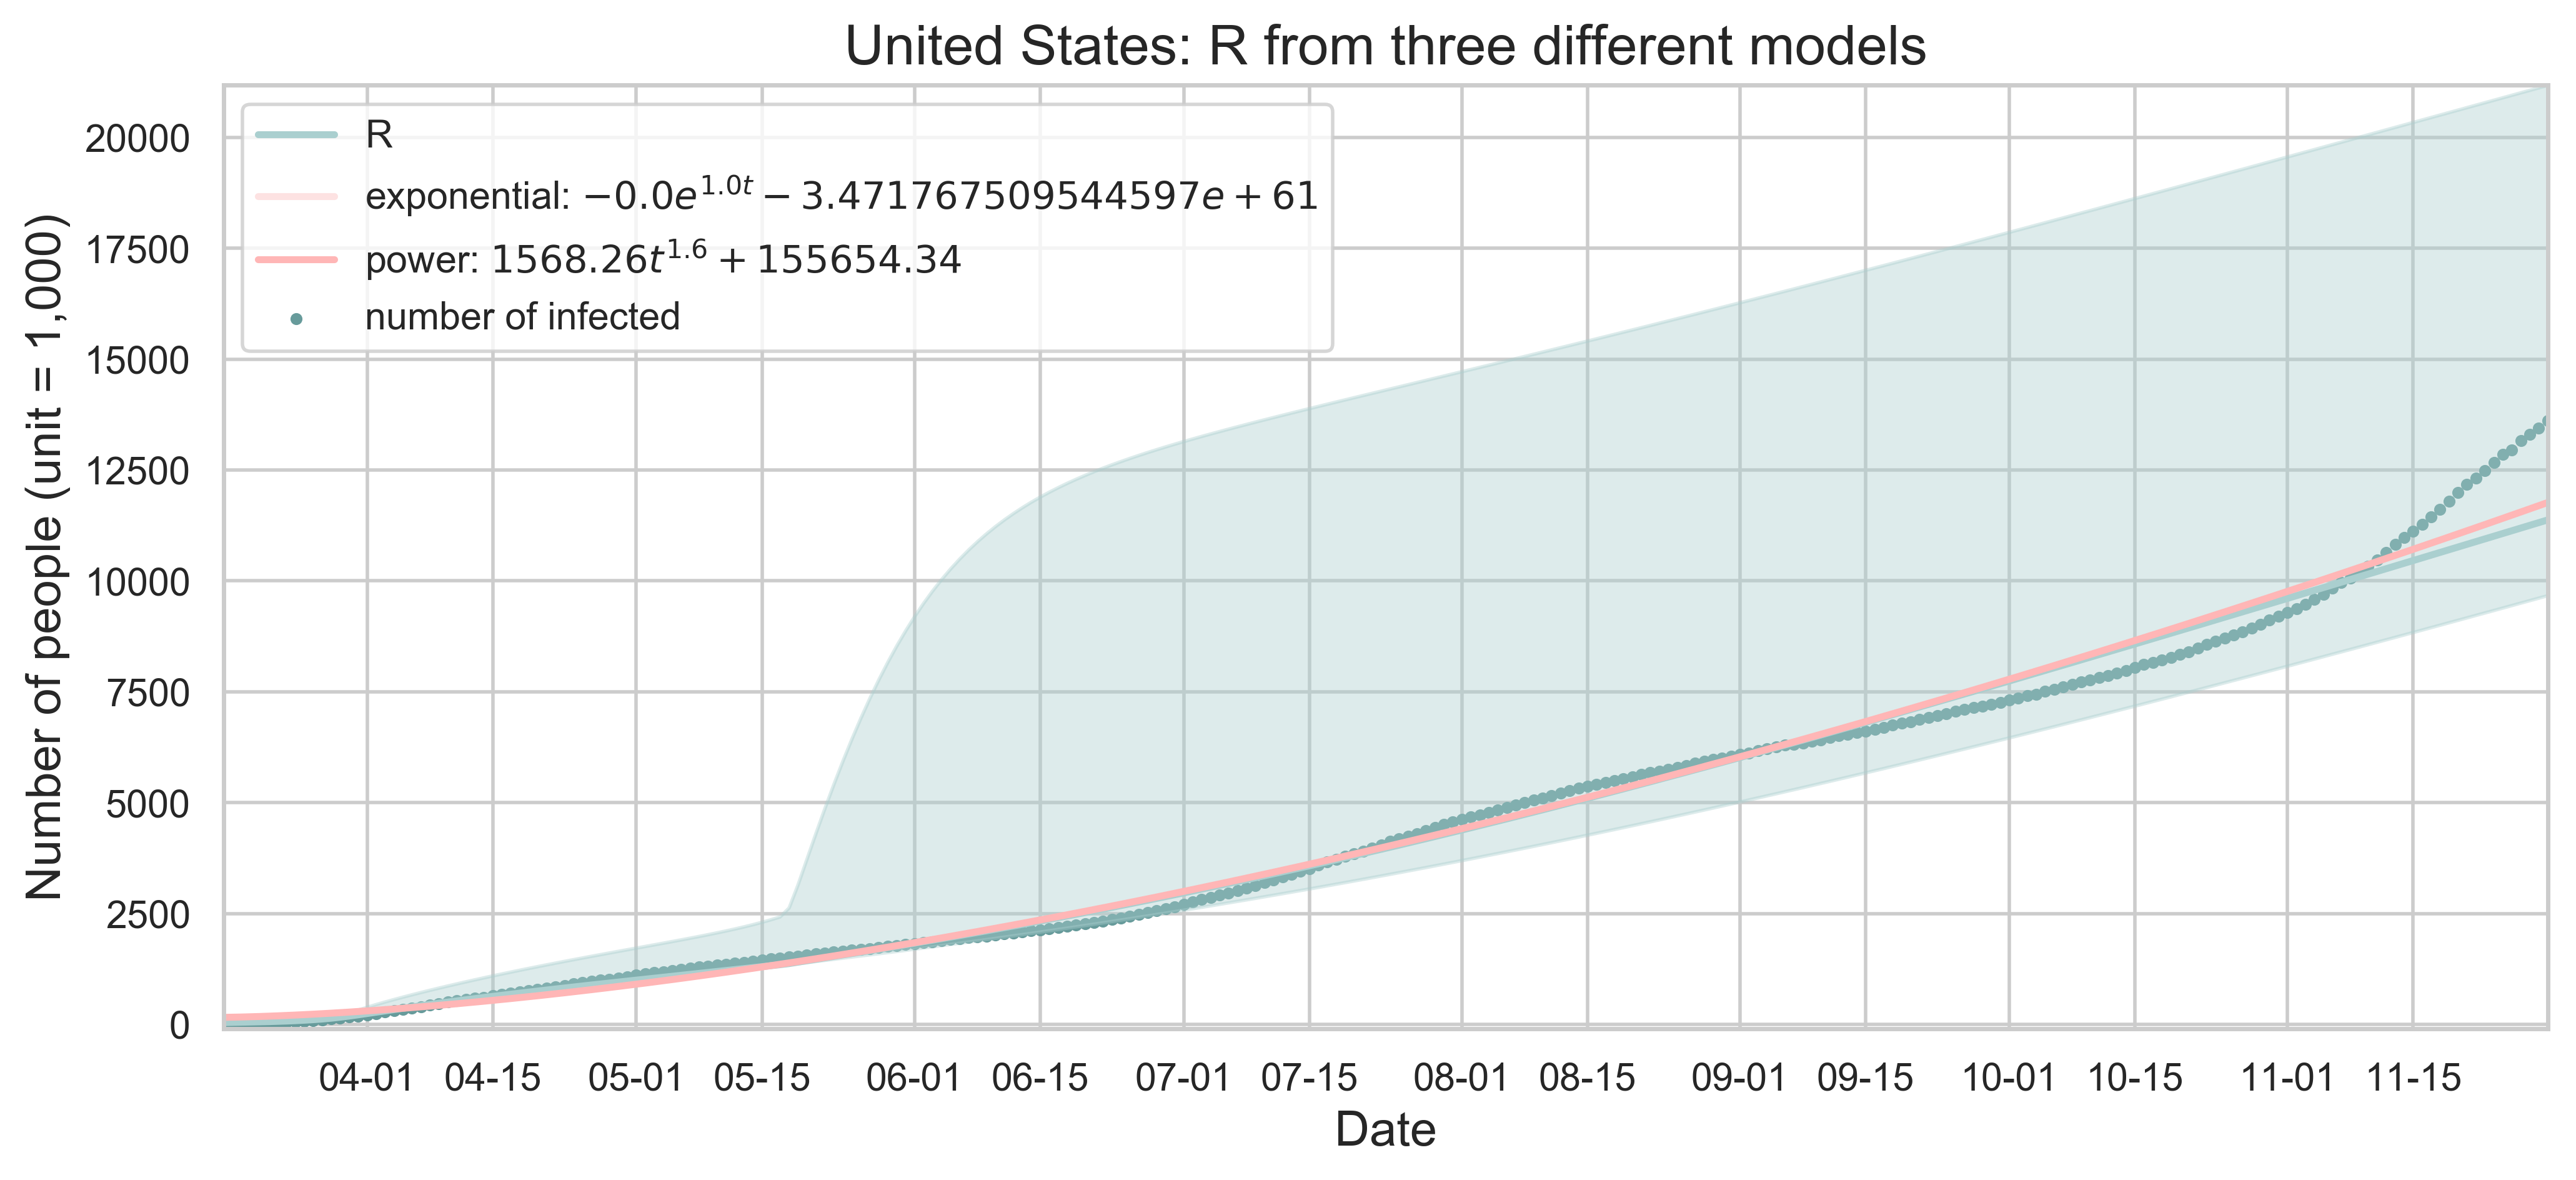 United States: R from three different models
R
exponential: −0.0e^{1.0t} − 3.4717675095445​97e + 61
power: 1568.26t^{1.6} + 155654.34
number of infected
Number of people (unit = 1,000)
20000
17500
15000
12500
10000
7500
5000
2500
0
04-01 04-15 05-01 05-15 06-01 06-15 07-01 07-15 08-01 08-15 09-01 09-15 10-01 10-15 11-01 11-15
Date